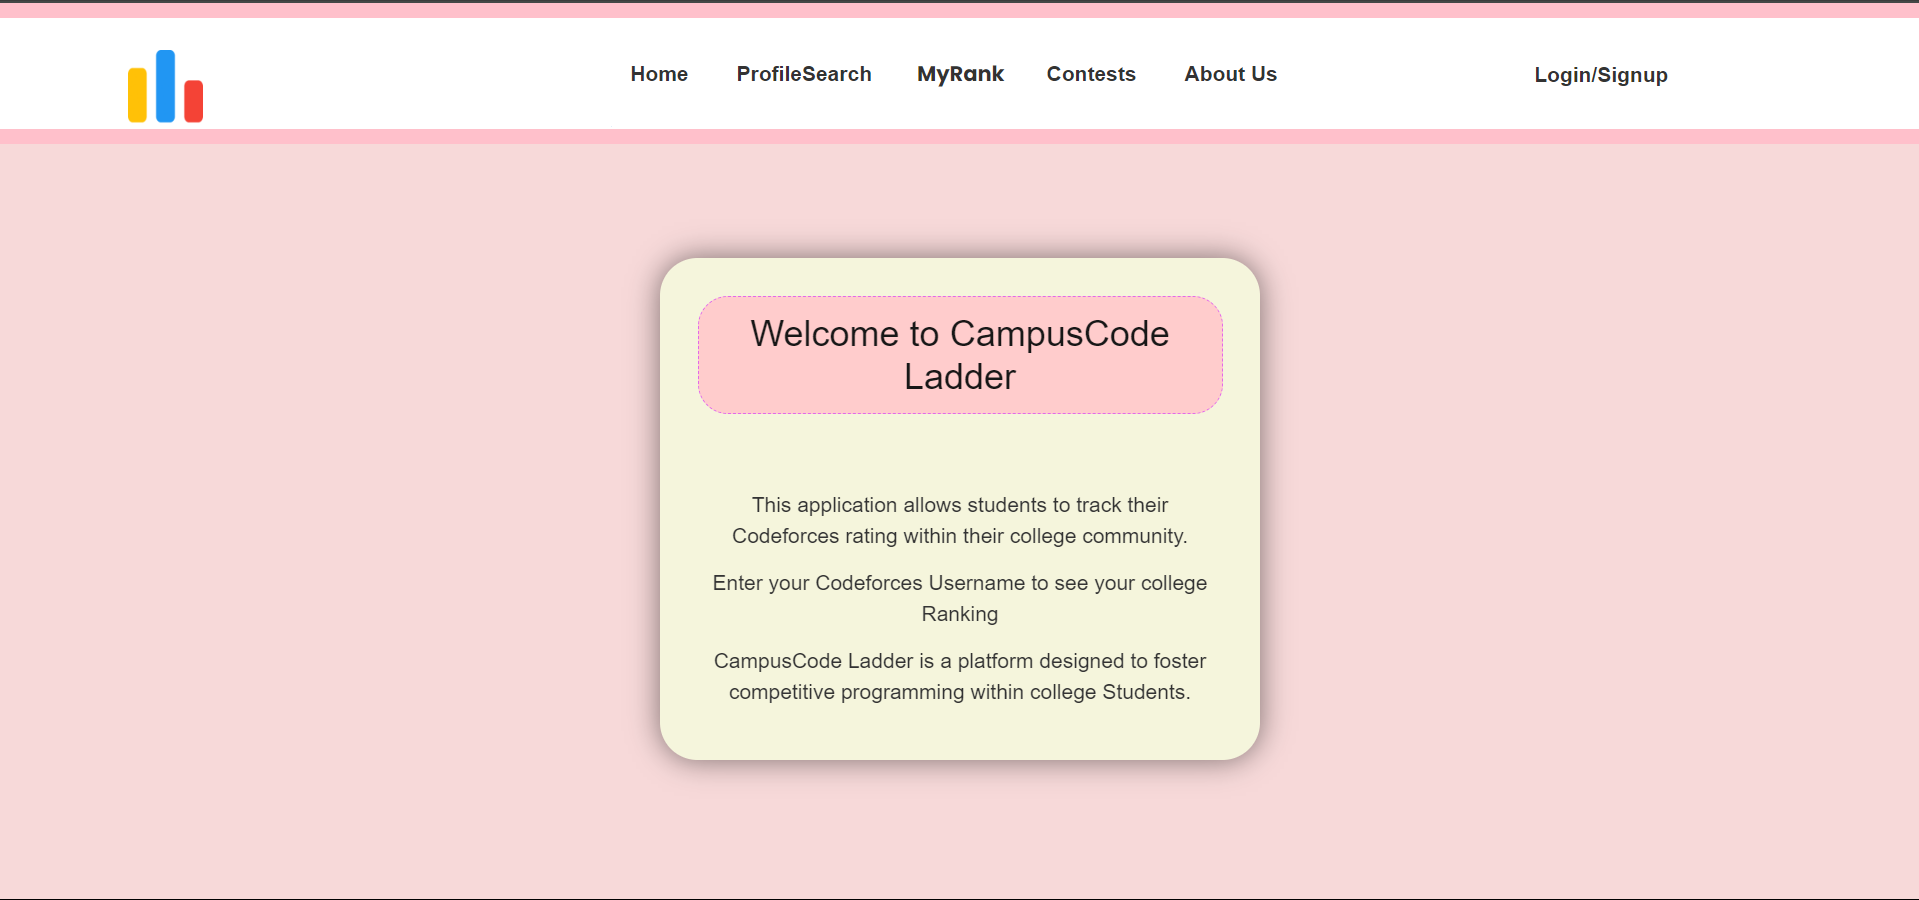 Home ProfileSearch MyRank Contests About Us Login/Signup
Welcome to CampusCode
Ladder
This application allows students to track their
Codeforces rating within their college community.
Enter your Codeforces Username to see your college
Ranking
CampusCode Ladder is a platform designed to foster
competitive programming within college Students.